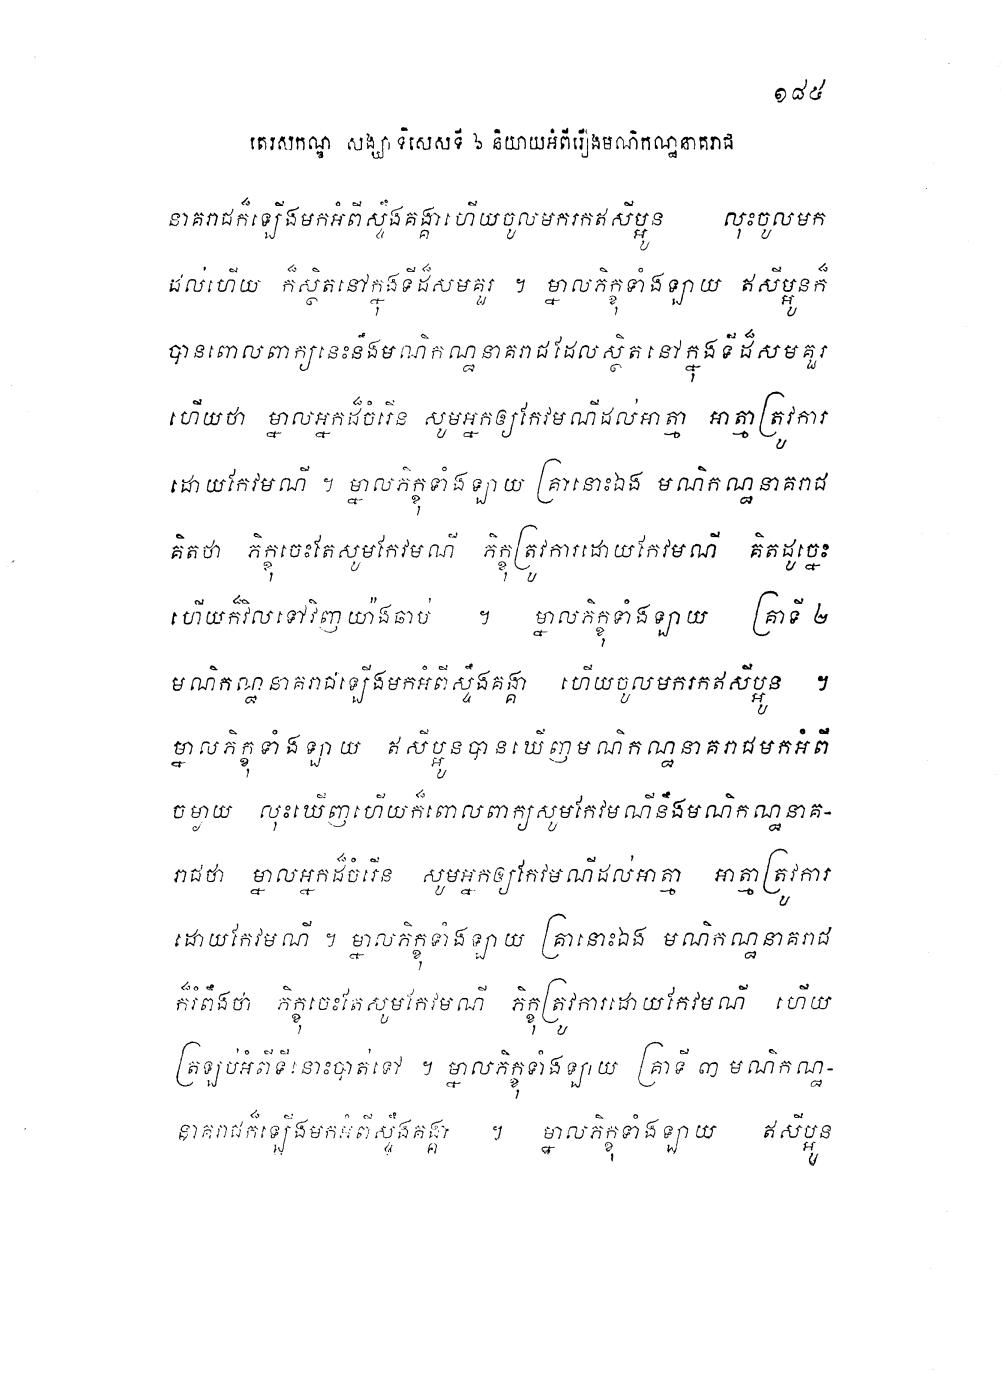 ១៨៥
តេរសកណ្ឌ សង្ឃាទិសេសទី ៦ និយាយអំពីរឿងមណិកណ្ឋនាគរាជ
នាគរាជក៏ឡើងមកអំពីស្ទឹងគង្គាហើយចូលមករកឥសីប្អូន លុះចូលមក
ដល់ហើយ ក៏ស្ថិតនៅក្នុងទីដ៏សមគួរ ។ ម្នាលភិក្ខុទាំងឡាយ ឥសីប្អូនក៏
បានពោលពាក្យនេះនឹងមណិកណ្ឋនាគរាជដែលស្ថិតនៅក្នុងទីដ៏សមគួរ
ហើយថា ម្នាលអ្នកដ៏ចំរើន សូមអ្នកឲ្យកែវមណីដល់អាត្មា អាត្មាត្រូវការ
ដោយកែវមណី ។ ម្នាលភិក្ខុទាំងឡាយ គ្រានោះឯង មណិកណ្ឋនាគរាជ
គិតថា ភិក្ខុចេះតែសូមកែវមណី ភិក្ខុត្រូវការដោយកែវមណី គិតដូច្នេះ
ហើយក៏វិលទៅវិញយ៉ាងឆាប់ ។ ម្នាលភិក្ខុទាំងឡាយ គ្រាទី ២
មណិកណ្ឋនាគរាជឡើងមកអំពីស្ទឹងគង្គា ហើយចូលមករកឥសីប្អូន ។
ម្នាលភិក្ខុទាំងឡាយ ឥសីប្អូនបានឃើញមណិកណ្ឋនាគរាជមកអំពី
ចម្ងាយ លុះឃើញហើយក៏ពោលពាក្យសូមកែវមណីនឹងមណិកណ្ឋនាគ-
រាជថា ម្នាលអ្នកដ៏ចំរើន សូមអ្នកឲ្យកែវមណីដល់អាត្មា អាត្មាត្រូវការ
ដោយកែវមណី ។ ម្នាលភិក្ខុទាំងឡាយ គ្រានោះឯង មណិកណ្ឋនាគរាជ
ក៏រំពឹងថា ភិក្ខុចេះតែសូមកែវមណី ភិក្ខុត្រូវការដោយកែវមណី ហើយ
ត្រឡប់អំពីទីនោះបាត់ទៅ ។ ម្នាលភិក្ខុទាំងឡាយ គ្រាទី ៣ មណិកណ្ឋ-
នាគរាជក៏ឡើងមកអំពីស្ទឹងគង្គា ។ ម្នាលភិក្ខុទាំងឡាយ ឥសីប្អូន